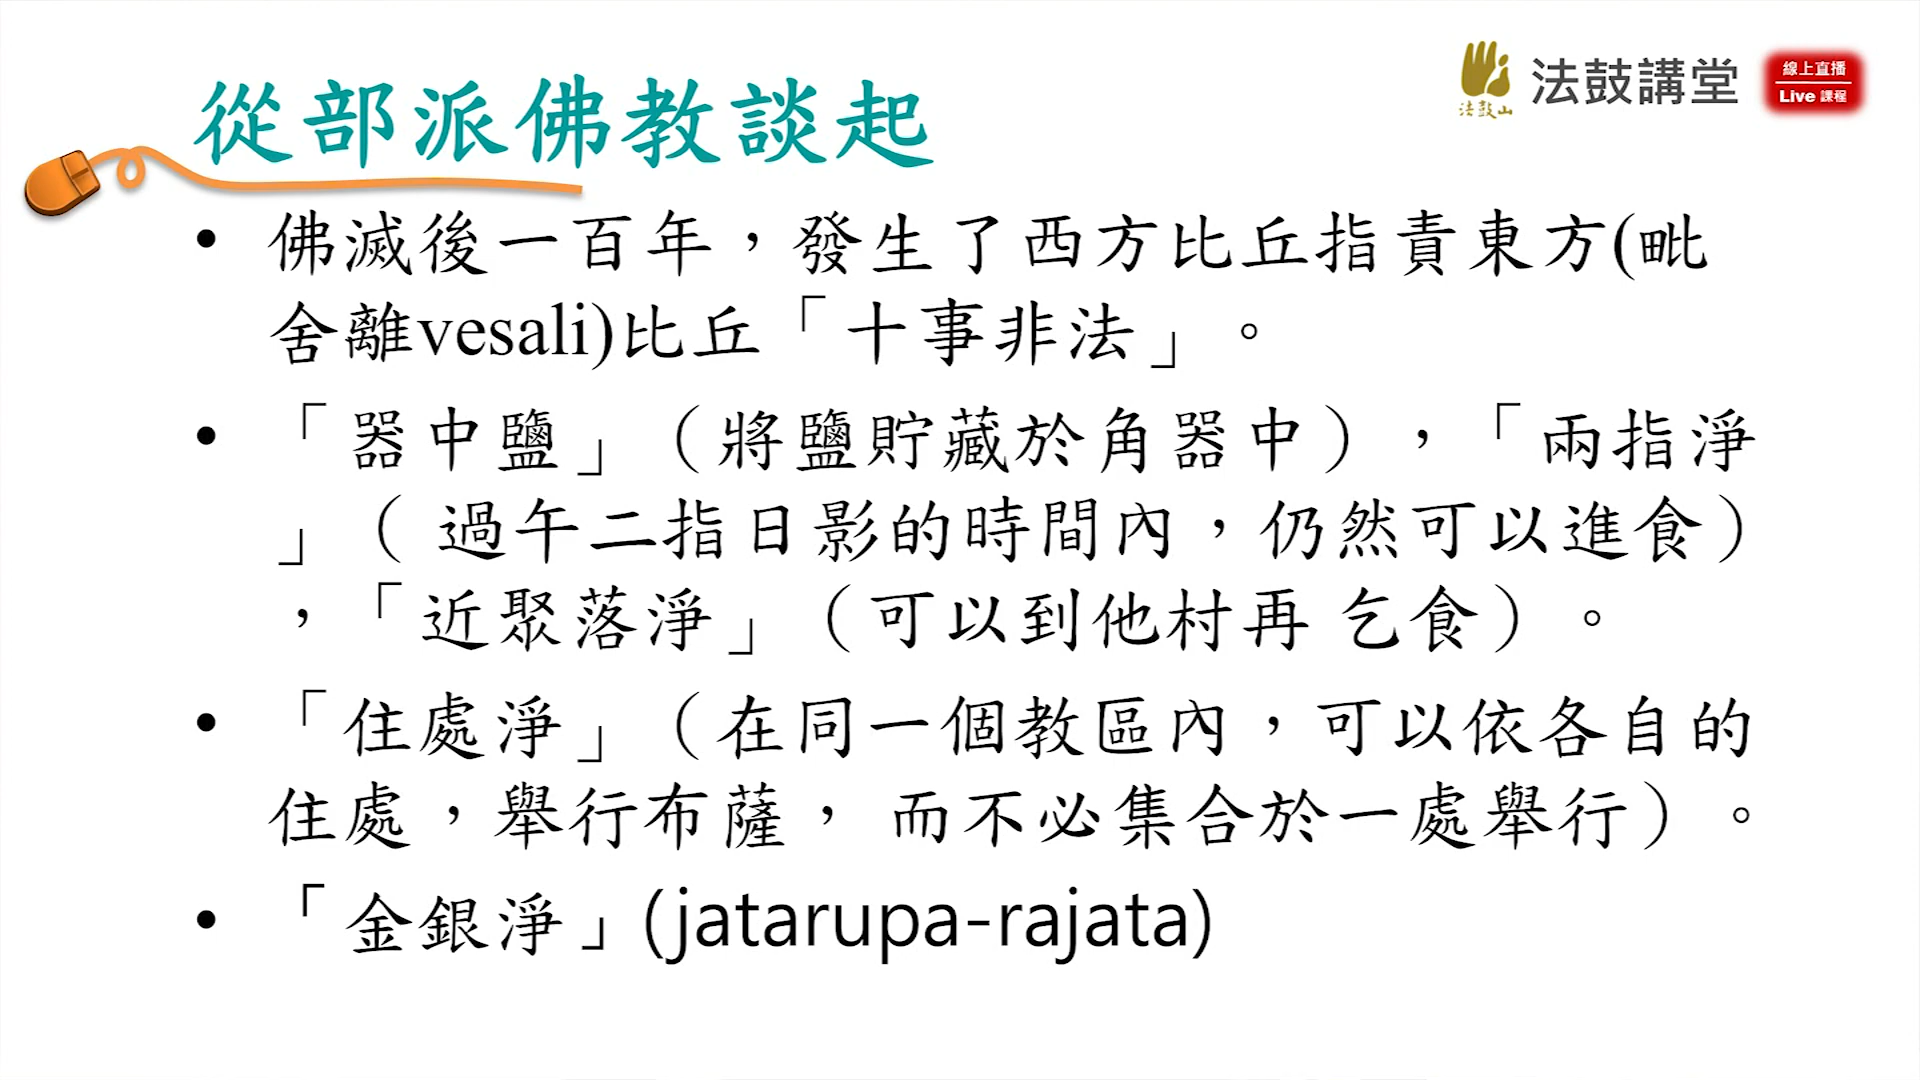 從部派佛教談起
法鼓山
法鼓講堂
線上直播
Live 課程
• 佛滅後一百年，發生了西方比丘指責東方(毗
舍離vesali)比丘「十事非法」。
• 「器中鹽」（將鹽貯藏於角器中），「兩指淨
」（ 過午二指日影的時間內，仍然可以進食）
，「近聚落淨」（可以到他村再 乞食）。
• 「住處淨」（在同一個教區內，可以依各自的
住處，舉行布薩， 而不必集合於一處舉行）。
• 「金銀淨」(jatarupa-rajata)